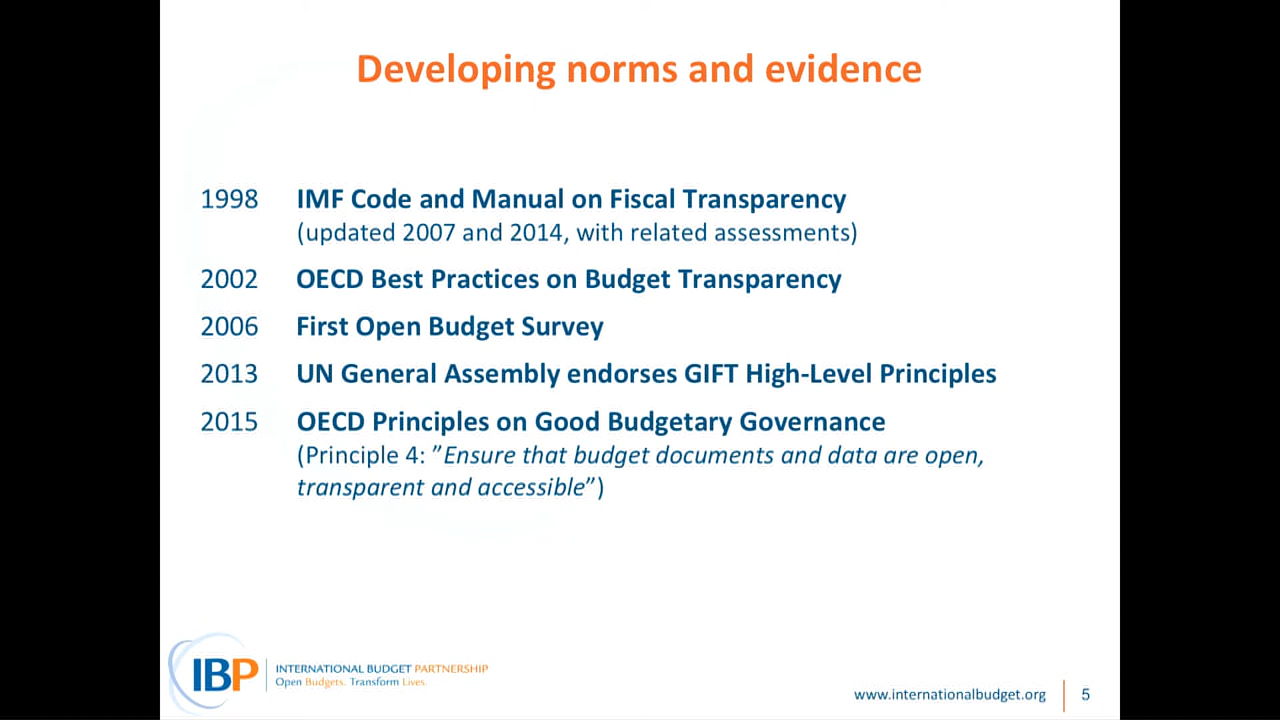 Developing norms and evidence
1998 IMF Code and Manual on Fiscal Transparency
(updated 2007 and 2014, with related assessments)
2002 OECD Best Practices on Budget Transparency
2006 First Open Budget Survey
2013 UN General Assembly endorses GIFT High-Level Principles
2015 OECD Principles on Good Budgetary Governance
(Principle 4: ”Ensure that budget documents and data are open,
transparent and accessible”)
IBP
INTERNATIONAL BUDGET PARTNERSHIP
Open Budgets. Transform Lives.
www.internationalbudget.org 5